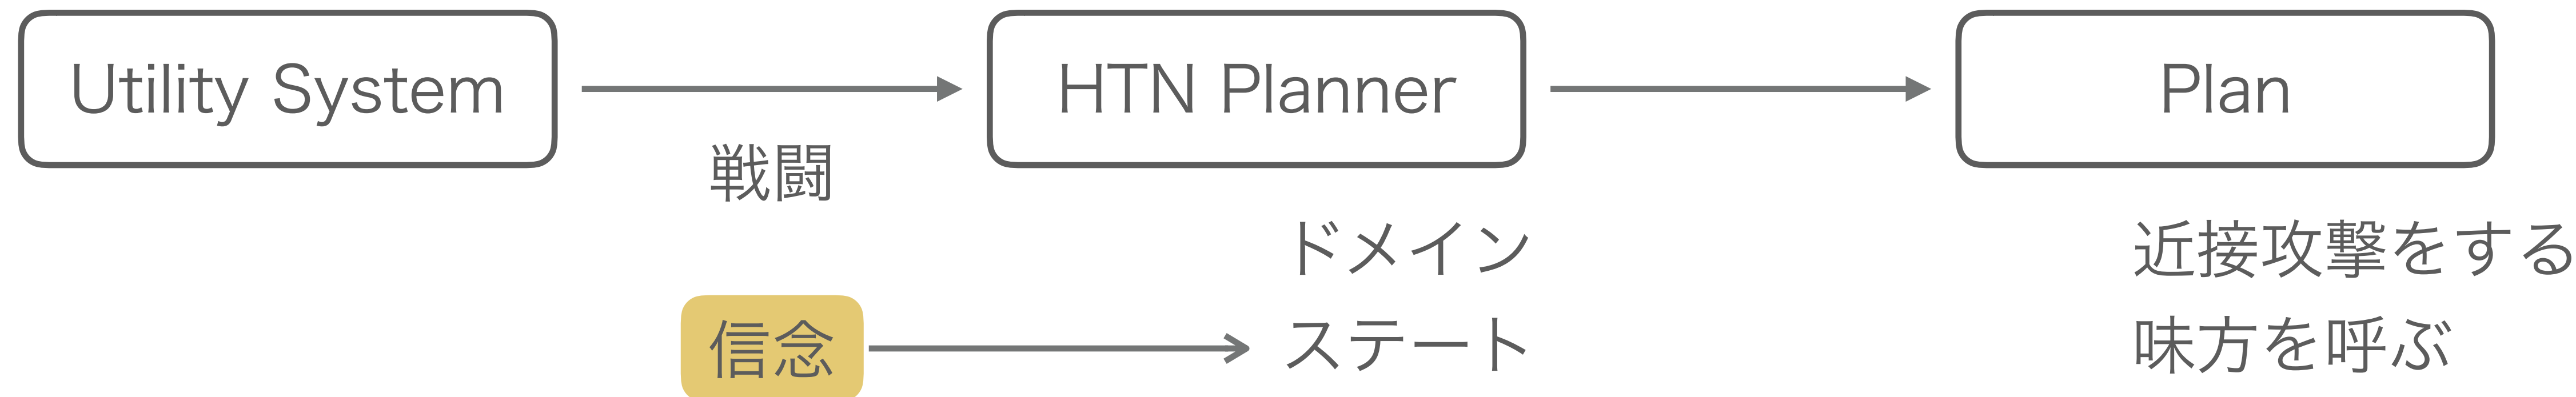 Utility System
HTN Planner
Plan
戦闘
ドメイン
近接攻撃をする
信念
ステート
味方を呼ぶ